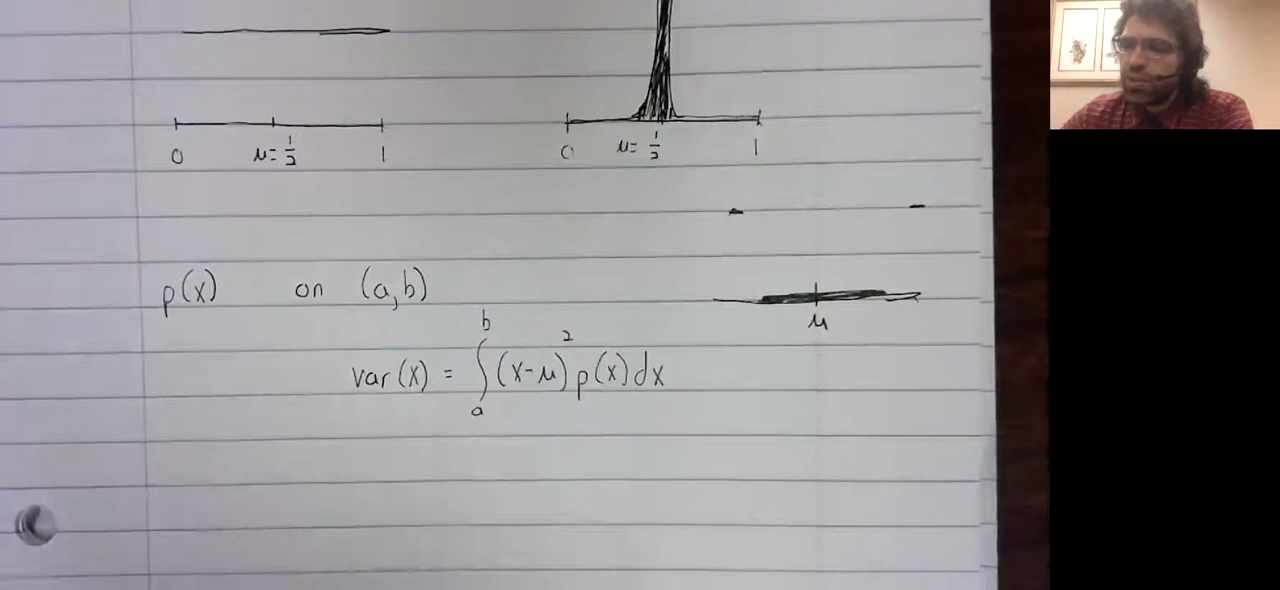 0 μ= 1/2 1
0 μ= 1/2 1
p(x) on (a,b)
μ
var(x) = ∫_a^b (x-μ)^2 p(x) dx